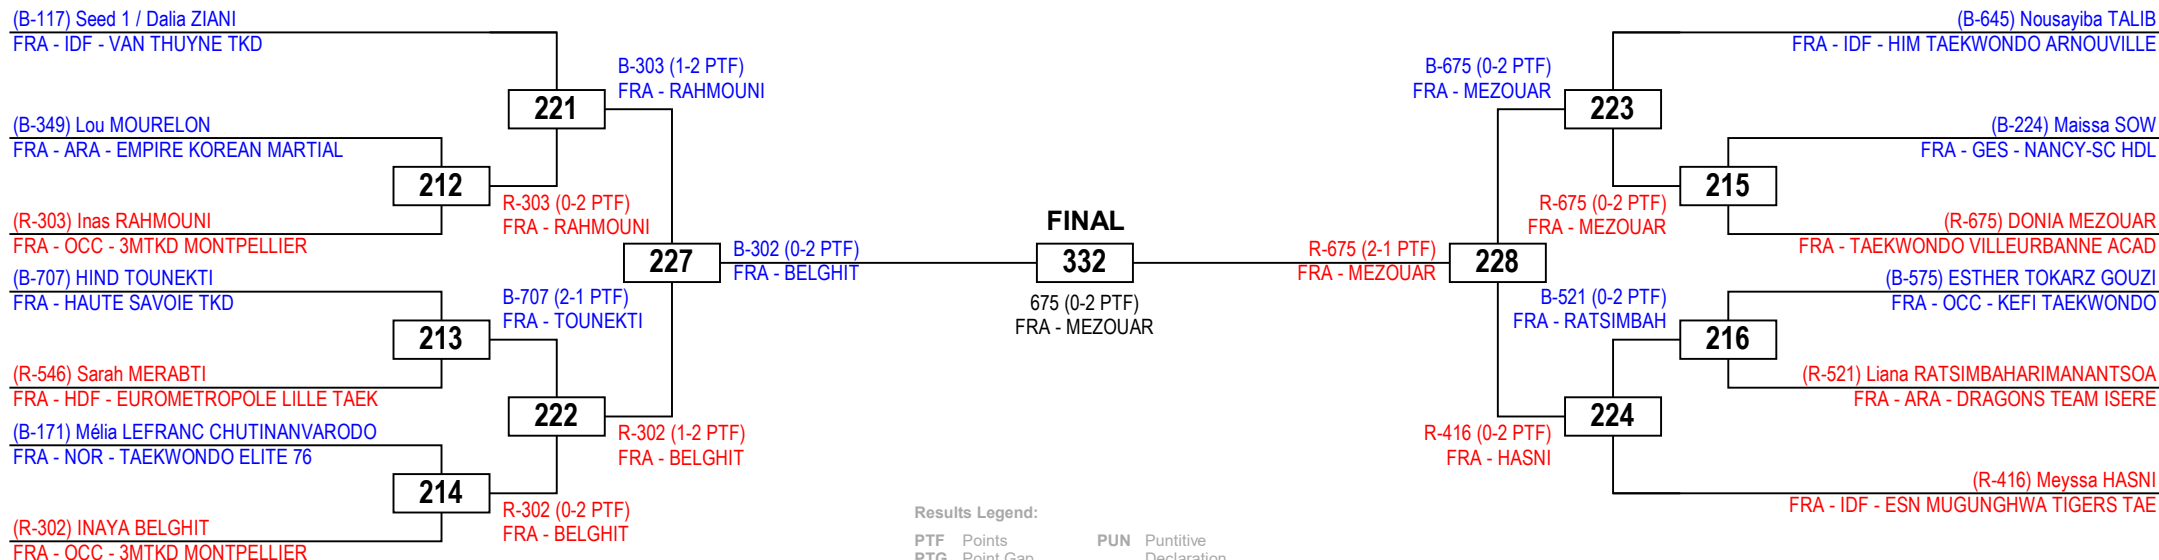 (B-117) Seed 1 / Dalia ZIANI
FRA - IDF - VAN THUYNE TKD
(B-349) Lou MOURELON
FRA - ARA - EMPIRE KOREAN MARTIAL
(R-303) Inas RAHMOUNI
FRA - OCC - 3MTKD MONTPELLIER
(B-707) HIND TOUNEKTI
FRA - HAUTE SAVOIE TKD
(R-546) Sarah MERABTI
FRA - HDF - EUROMETROPOLE LILLE TAEK
(B-171) Mélia LEFRANC CHUTINANVARODO
FRA - NOR - TAEKWONDO ELITE 76
(R-302) INAYA BELGHIT
FRA - OCC - 3MTKD MONTPELLIER
212
213
214
R-303 (0-2 PTF)
FRA - RAHMOUNI
B-707 (2-1 PTF)
FRA - TOUNEKTI
R-302 (0-2 PTF)
FRA - BELGHIT
221
222
B-303 (1-2 PTF)
FRA - RAHMOUNI
R-302 (1-2 PTF)
FRA - BELGHIT
227
B-302 (0-2 PTF)
FRA - BELGHIT
FINAL
332
675 (0-2 PTF)
FRA - MEZOUAR
R-675 (2-1 PTF)
FRA - MEZOUAR
228
B-675 (0-2 PTF)
FRA - MEZOUAR
R-416 (0-2 PTF)
FRA - HASNI
223
224
R-675 (0-2 PTF)
FRA - MEZOUAR
B-521 (0-2 PTF)
FRA - RATSIMBAH
215
216
(B-645) Nousayiba TALIB
FRA - IDF - HIM TAEKWONDO ARNOUVILLE
(B-224) Maissa SOW
FRA - GES - NANCY-SC HDL
(R-675) DONIA MEZOUAR
FRA - TAEKWONDO VILLEURBANNE ACAD
(B-575) ESTHER TOKARZ GOUZI
FRA - OCC - KEFI TAEKWONDO
(R-521) Liana RATSIMBAHARIMANANTSOA
FRA - ARA - DRAGONS TEAM ISERE
(R-416) Meyssa HASNI
FRA - IDF - ESN MUGUNGHWA TIGERS TAE
Results Legend:
PTF Points PUN Puntitive
PTG Point Gap Declaration